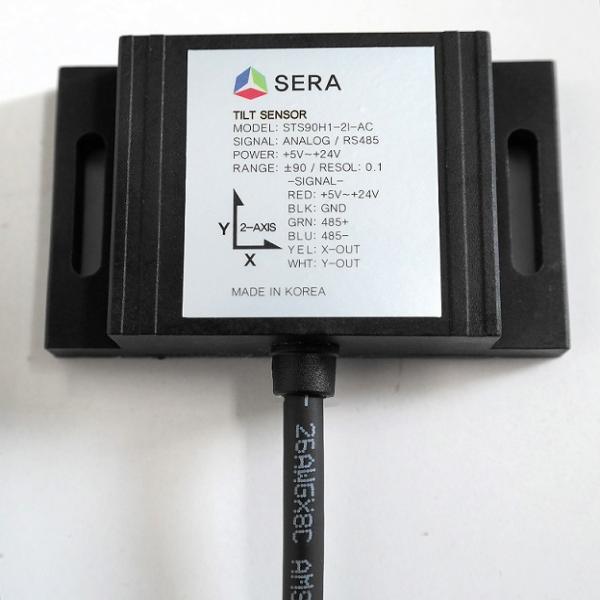 SERA
TILT SENSOR
MODEL: STS90H1-2I-AC
SIGNAL: ANALOG / RS485
POWER: +5V~+24V
RANGE: ±90 / RESOL: 0.1
-SIGNAL-
RED: +5V~+24V
BLK: GND
GRN: 485+
BLU: 485-
YEL: X-OUT
WHT: Y-OUT
Y 2-AXIS
X
MADE IN KOREA
- 26AWGX8C AMS